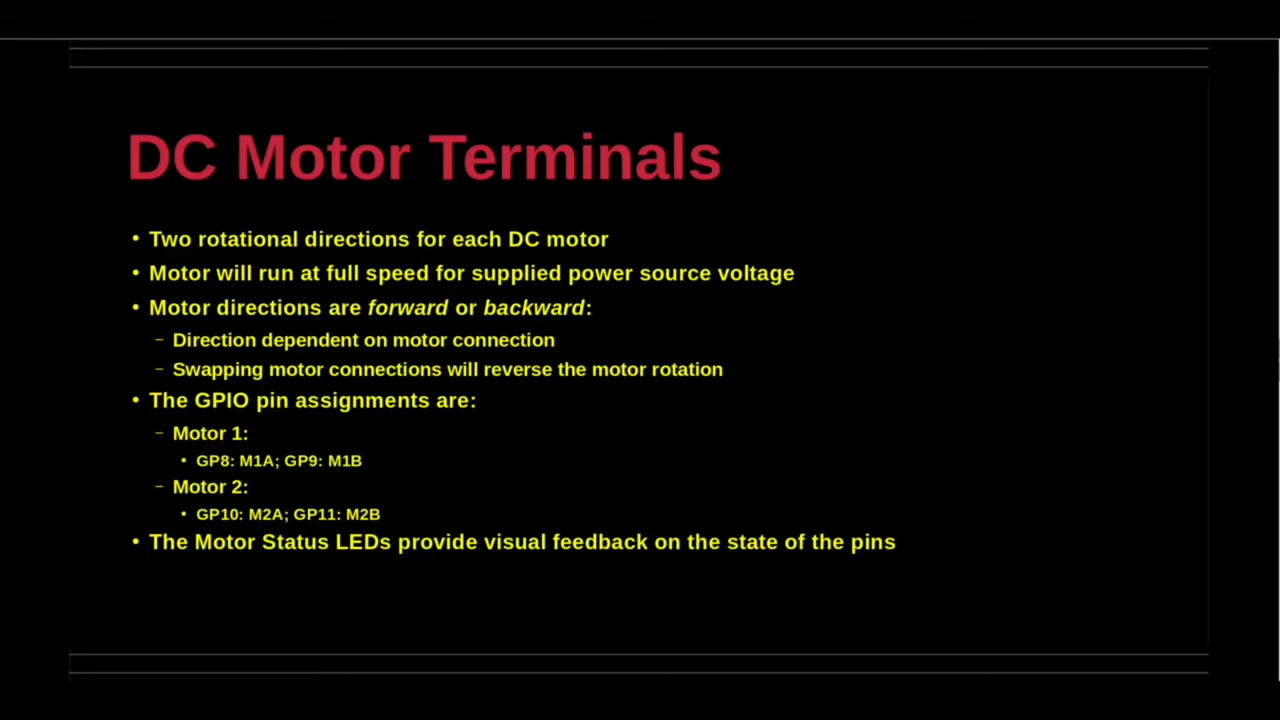 DC Motor Terminals
• Two rotational directions for each DC motor
• Motor will run at full speed for supplied power source voltage
• Motor directions are forward or backward:
– Direction dependent on motor connection
– Swapping motor connections will reverse the motor rotation
• The GPIO pin assignments are:
– Motor 1:
• GP8: M1A; GP9: M1B
– Motor 2:
• GP10: M2A; GP11: M2B
• The Motor Status LEDs provide visual feedback on the state of the pins